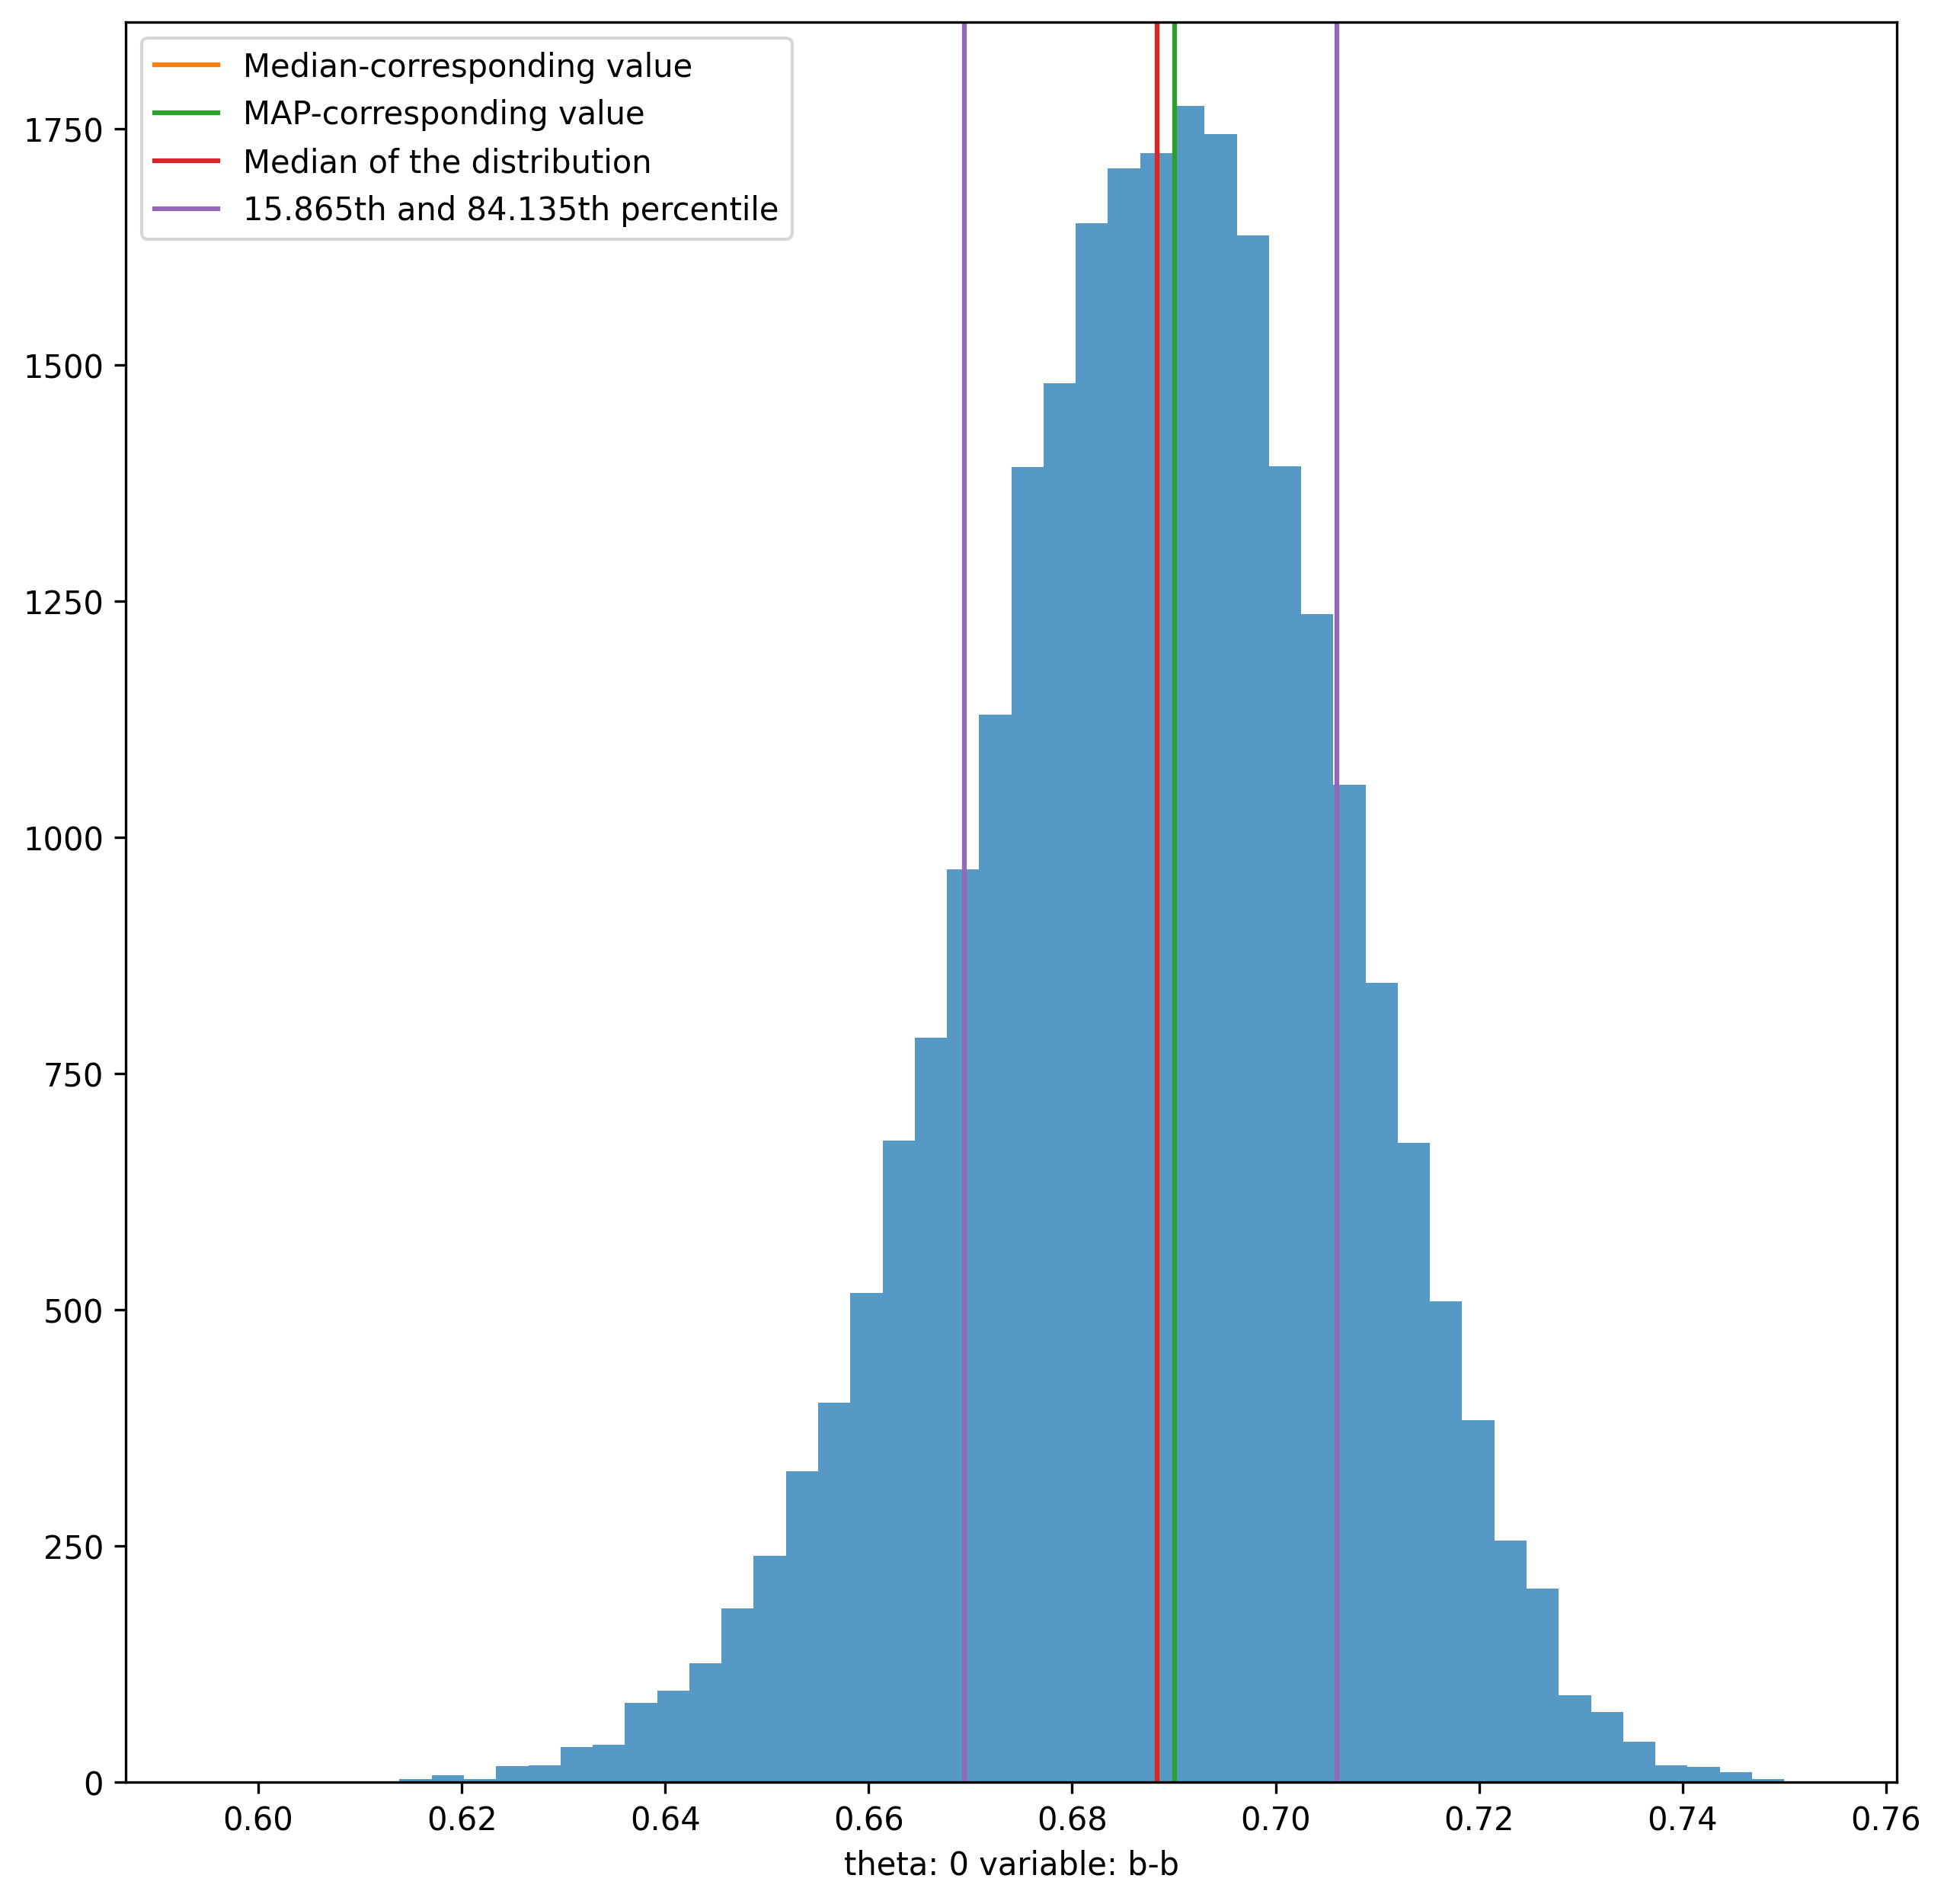 Median-corresponding value
MAP-corresponding value
Median of the distribution
15.865th and 84.135th percentile
1750
1500
1250
1000
750
500
250
0
0.60 0.62 0.64 0.66 0.68 0.70 0.72 0.74 0.76
theta: 0 variable: b-b